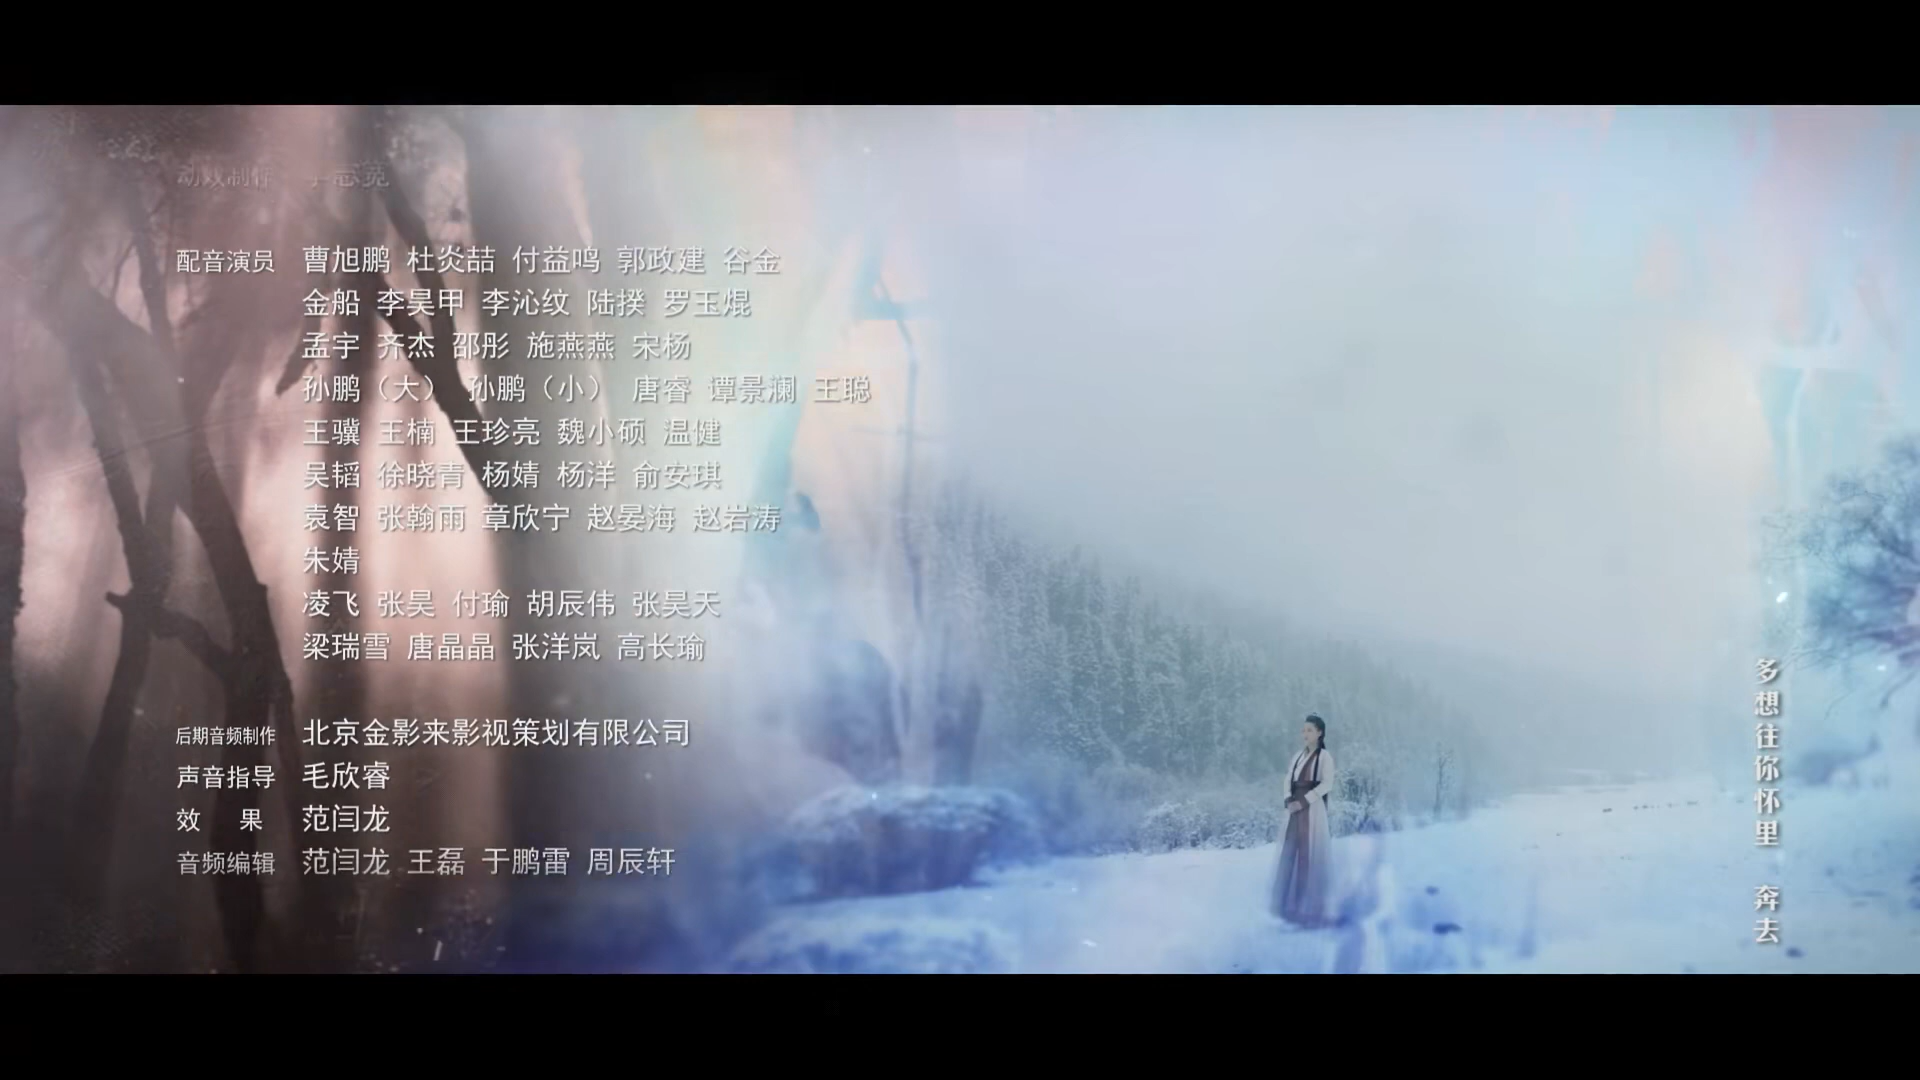 动效制作
配音演员 曹旭鹏 杜炎喆 付益鸣 郭政建 谷金
金船 李昊甲 李沁纹 陆揆 罗玉焜
孟宇 齐杰 邵彤 施燕燕 宋杨
孙鹏（大） 孙鹏（小） 唐睿 谭景澜 王聪
王骥 王楠 王珍亮 魏小硕 温健
吴韬 徐晓青 杨婧 杨洋 俞安琪
袁智 张翰雨 章欣宁 赵晏海 赵岩涛
朱婧
凌飞 张昊 付瑜 胡辰伟 张昊天
梁瑞雪 唐晶晶 张洋岚 高长瑜
后期音频制作 北京金影来影视策划有限公司
声音指导 毛欣睿
效果 范闫龙
音频编辑 范闫龙 王磊 于鹏雷 周辰轩
多想往你怀里 奔去